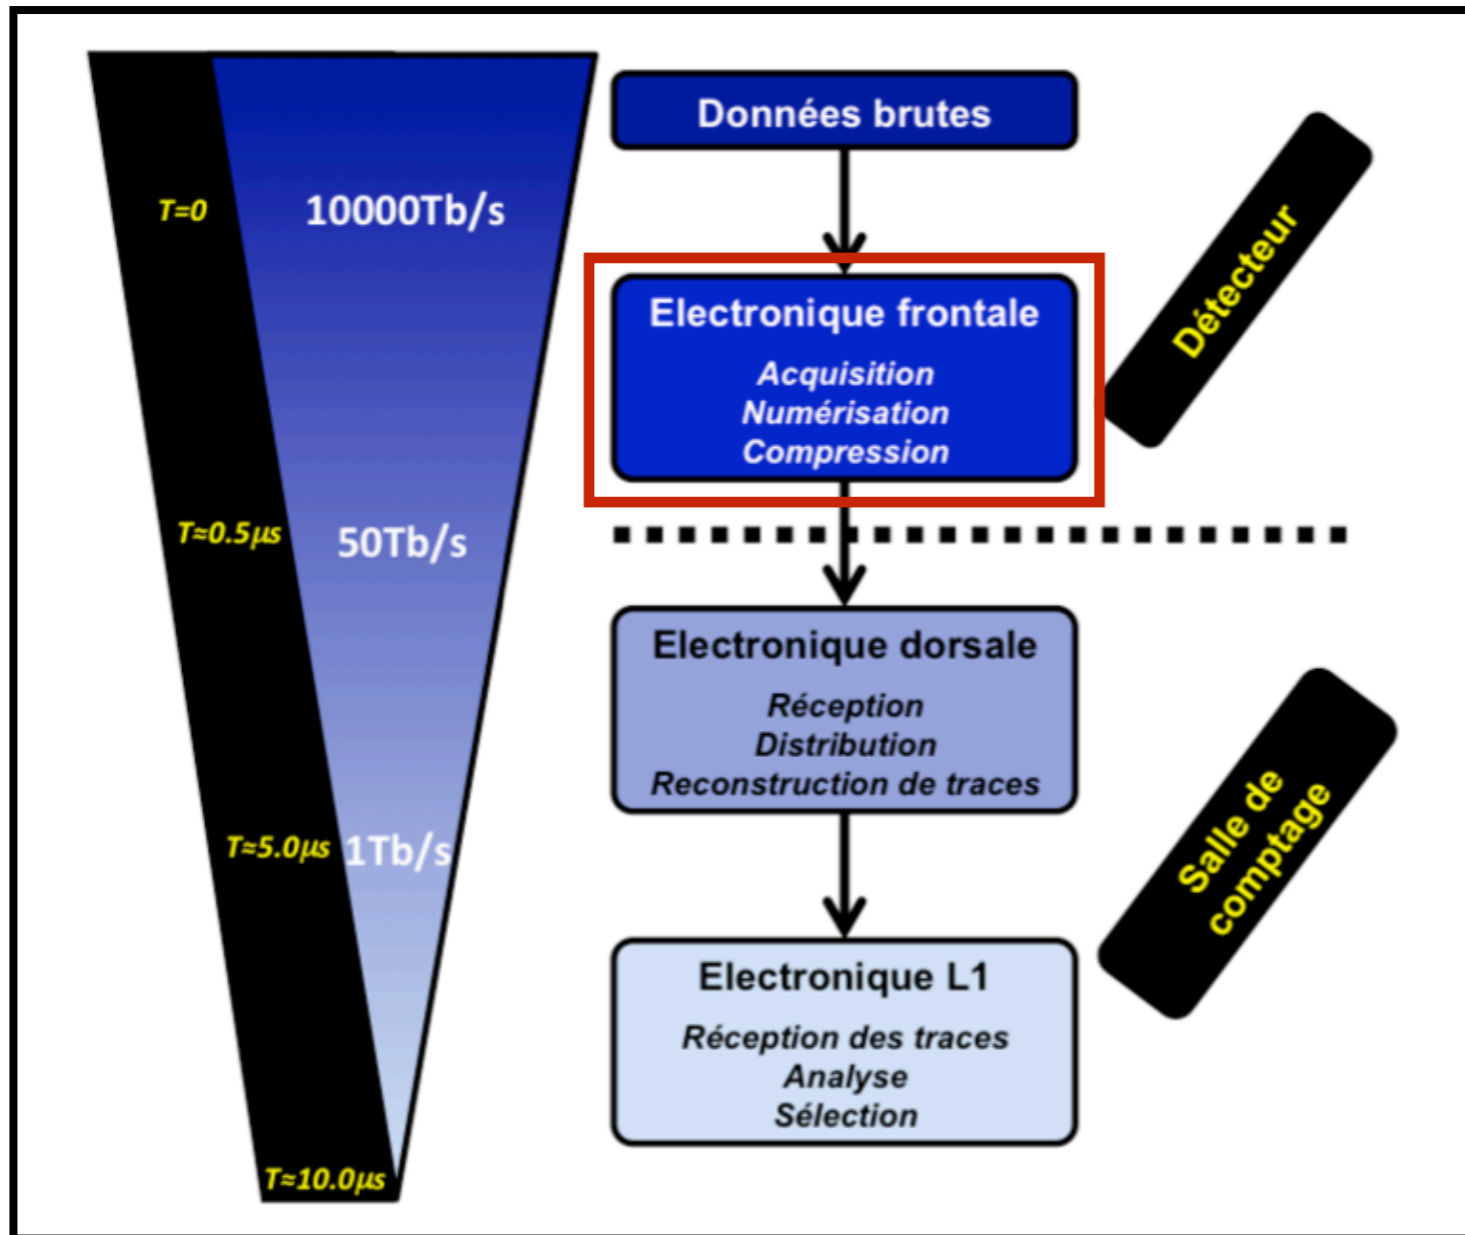 Données brutes
T=0
10000Tb/s
Détecteur
Electronique frontale
Acquisition
Numérisation
Compression
T≈0.5µs
50Tb/s
Electronique dorsale
Réception
Distribution
Reconstruction de traces
T≈5.0µs
1Tb/s
Salle de
comptage
Electronique L1
Réception des traces
Analyse
Sélection
T≈10.0µs